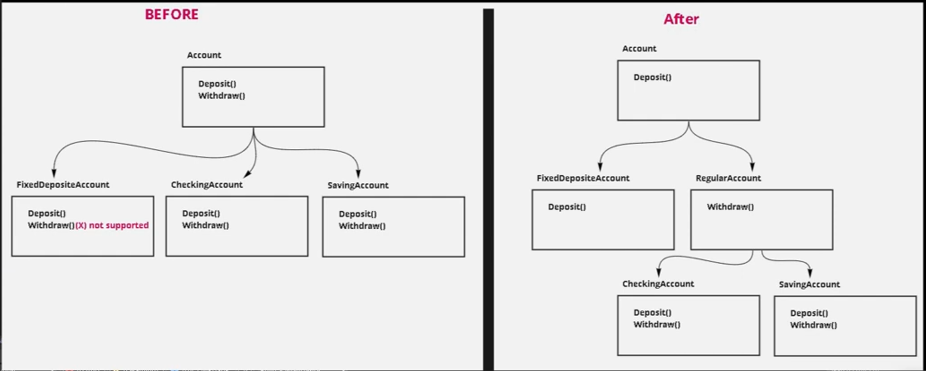 BEFORE
Account
Deposit()
Withdraw()
FixedDepositeAccount
Deposit()
Withdraw()(X) not supported
CheckingAccount
Deposit()
Withdraw()
SavingAccount
Deposit()
Withdraw()
After
Account
Deposit()
FixedDepositeAccount
Deposit()
RegularAccount
Withdraw()
CheckingAccount
Deposit()
Withdraw()
SavingAccount
Deposit()
Withdraw()